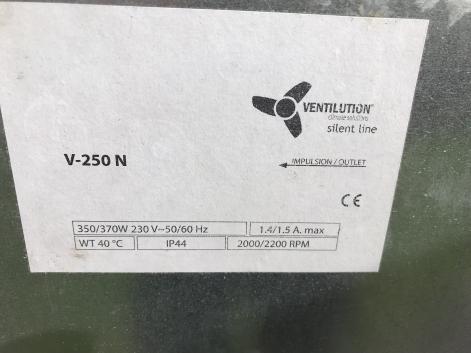 VENTILUTION®
climate solutions
silent line
V-250 N
IMPULSION / OUTLET
CE
350/370W 230 V~50/60 Hz 1.4/1.5 A. max
WT 40 °C IP44 2000/2200 RPM